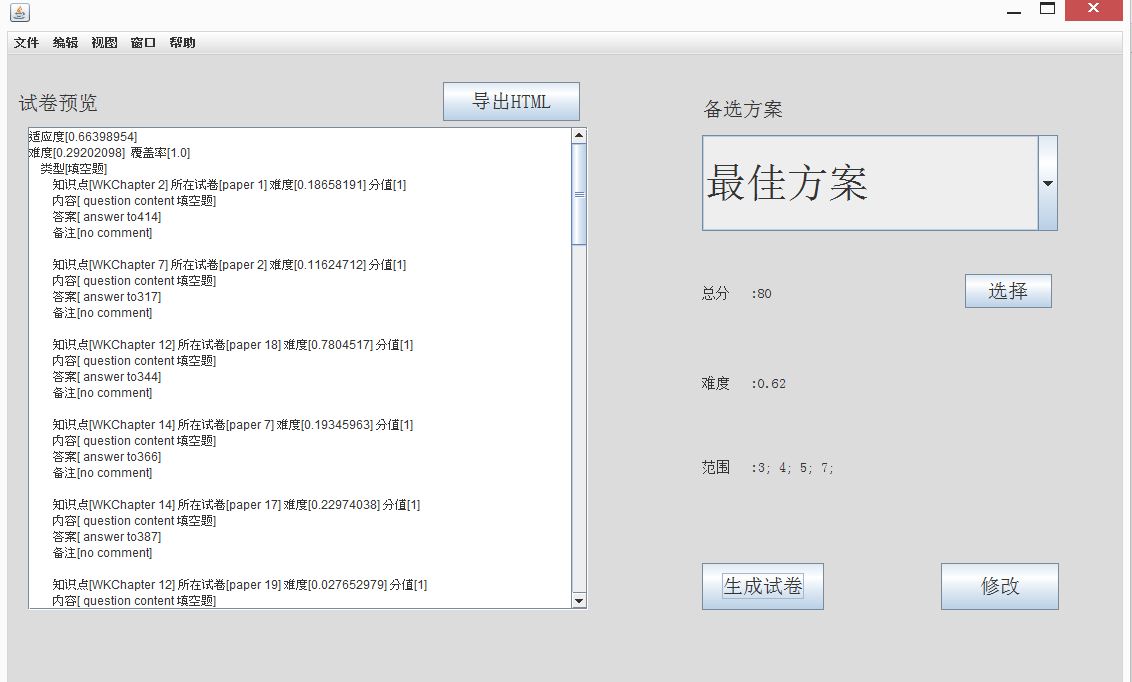 文件 编辑 视图 窗口 帮助
试卷预览
导出HTML
适应度[0.66398954]
难度[0.29202098] 覆盖率[1.0]
类型[填空题]
知识点[WKChapter 2] 所在试卷[paper 1] 难度[0.18658191] 分值[1]
内容[ question content 填空题]
答案[ answer to414]
备注[no comment]
知识点[WKChapter 7] 所在试卷[paper 2] 难度[0.11624712] 分值[1]
内容[ question content 填空题]
答案[ answer to317]
备注[no comment]
知识点[WKChapter 12] 所在试卷[paper 18] 难度[0.7804517] 分值[1]
内容[ question content 填空题]
答案[ answer to344]
备注[no comment]
知识点[WKChapter 14] 所在试卷[paper 7] 难度[0.19345963] 分值[1]
内容[ question content 填空题]
答案[ answer to366]
备注[no comment]
知识点[WKChapter 14] 所在试卷[paper 17] 难度[0.22974038] 分值[1]
内容[ question content 填空题]
答案[ answer to387]
备注[no comment]
知识点[WKChapter 12] 所在试卷[paper 19] 难度[0.027652979] 分值[1]
内容[ question content 填空题]
备选方案
最佳方案
总分 :80
选择
难度 :0.62
范围 :3; 4; 5; 7;
生成试卷
修改